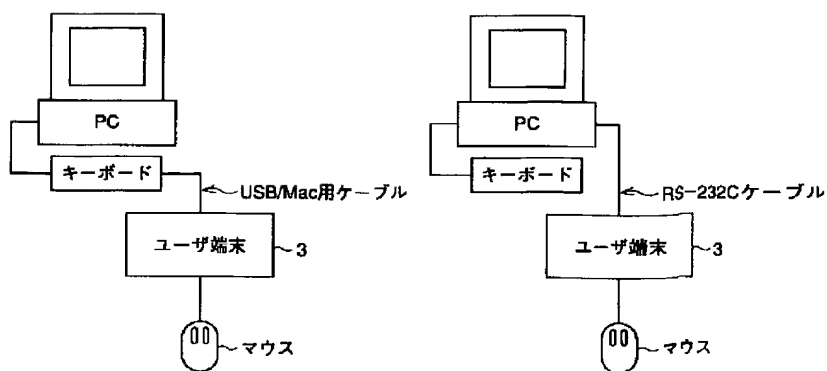 PC
キーボード
USB/Mac用ケーブル
ユーザ端末
3
マウス
PC
キーボード
RS-232Cケーブル
ユーザ端末
3
マウス